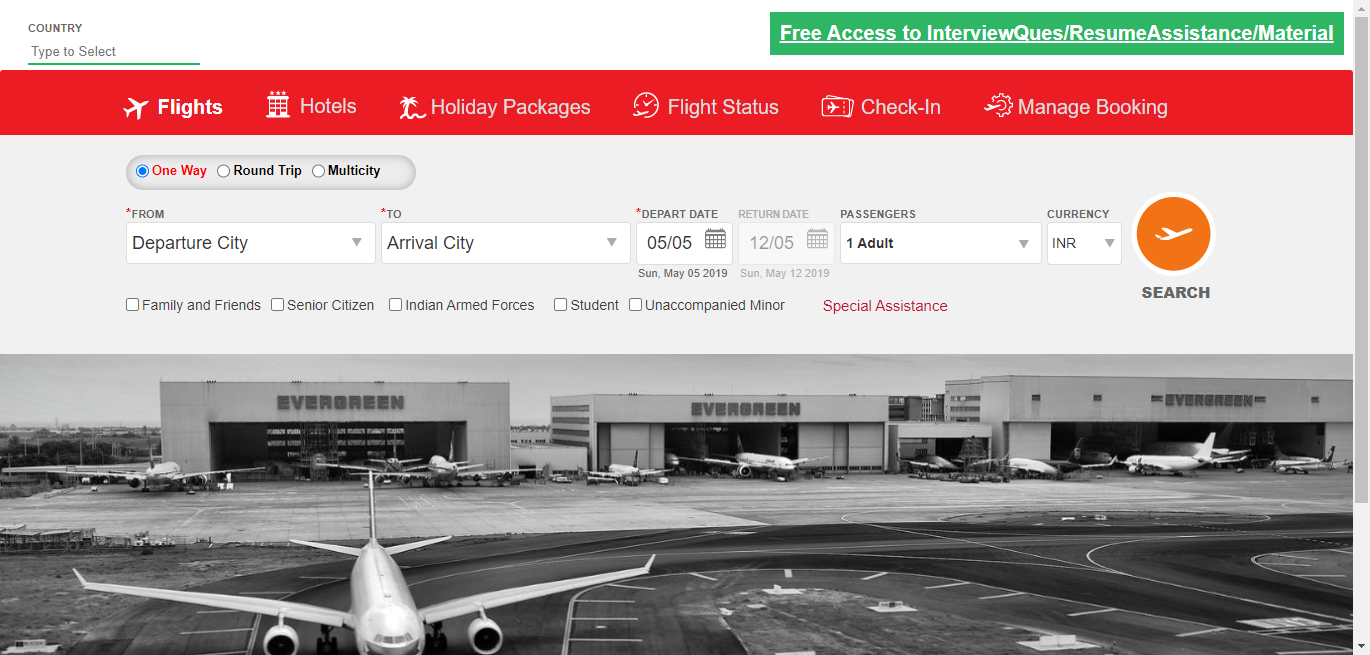 COUNTRY
Type to Select
Free Access to InterviewQues/ResumeAssistance/Material
Flights
Hotels
Holiday Packages
Flight Status
Check-In
Manage Booking
One Way
Round Trip
Multicity
*FROM
*TO
*DEPART DATE
RETURN DATE
PASSENGERS
CURRENCY
Departure City
Arrival City
05/05
12/05
1 Adult
INR
Sun, May 05 2019
Sun, May 12 2019
SEARCH
Family and Friends
Senior Citizen
Indian Armed Forces
Student
Unaccompanied Minor
Special Assistance
EVERGREEN
EVERGREEN
EVERGREEN